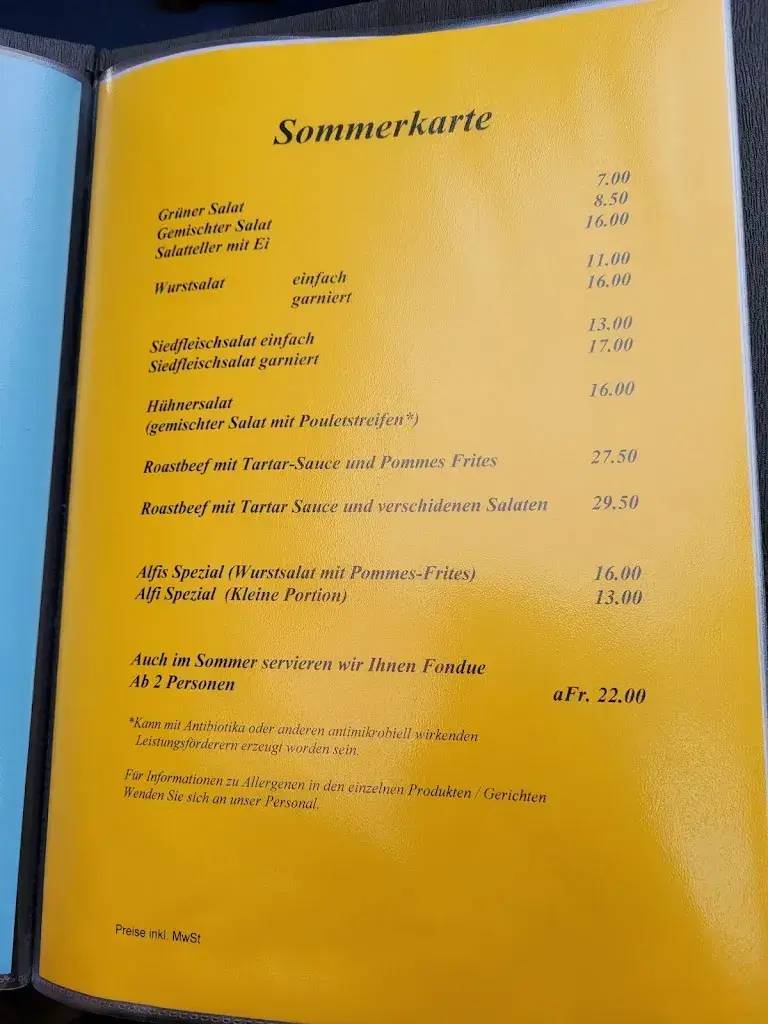 Sommerkarte
Grüner Salat 7.00
Gemischter Salat 8.50
Salatteller mit Ei 16.00
Wurstsalat einfach 11.00
garniert 16.00
Siedfleischsalat einfach 13.00
Siedfleischsalat garniert 17.00
Hühnersalat 16.00
(gemischter Salat mit Pouletstreifen*)
Roastbeef mit Tartar-Sauce und Pommes Frites 27.50
Roastbeef mit Tartar Sauce und verschidenen Salaten 29.50
Alfis Spezial (Wurstsalat mit Pommes-Frites) 16.00
Alfi Spezial (Kleine Portion) 13.00
Auch im Sommer servieren wir Ihnen Fondue
Ab 2 Personen aFr. 22.00
*Kann mit Antibiotika oder anderen antimikrobiell wirkenden
Leistungsförderern erzeugt worden sein.
Für Informationen zu Allergenen in den einzelnen Produkten / Gerichten
Wenden Sie sich an unser Personal.
Preise inkl. MwSt